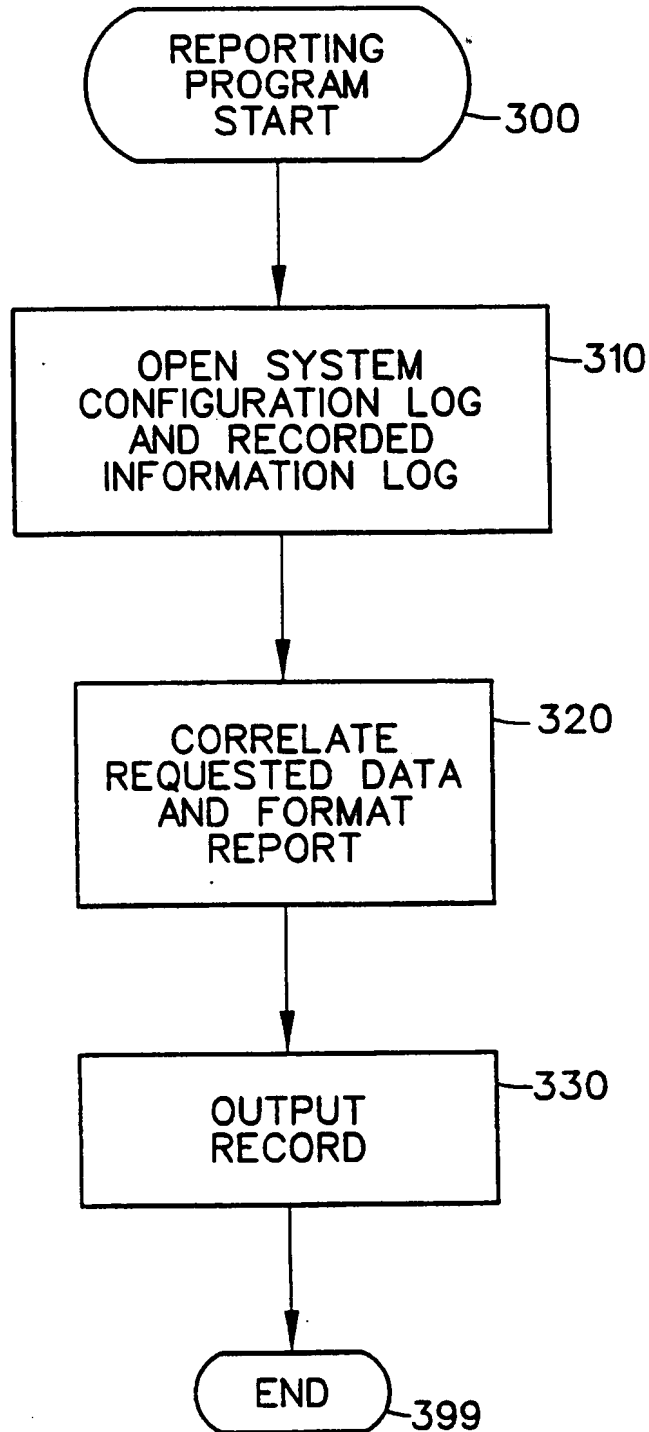 REPORTING
PROGRAM
START
300
OPEN SYSTEM
CONFIGURATION LOG
AND RECORDED
INFORMATION LOG
310
CORRELATE
REQUESTED DATA
AND FORMAT
REPORT
320
OUTPUT
RECORD
330
END
399